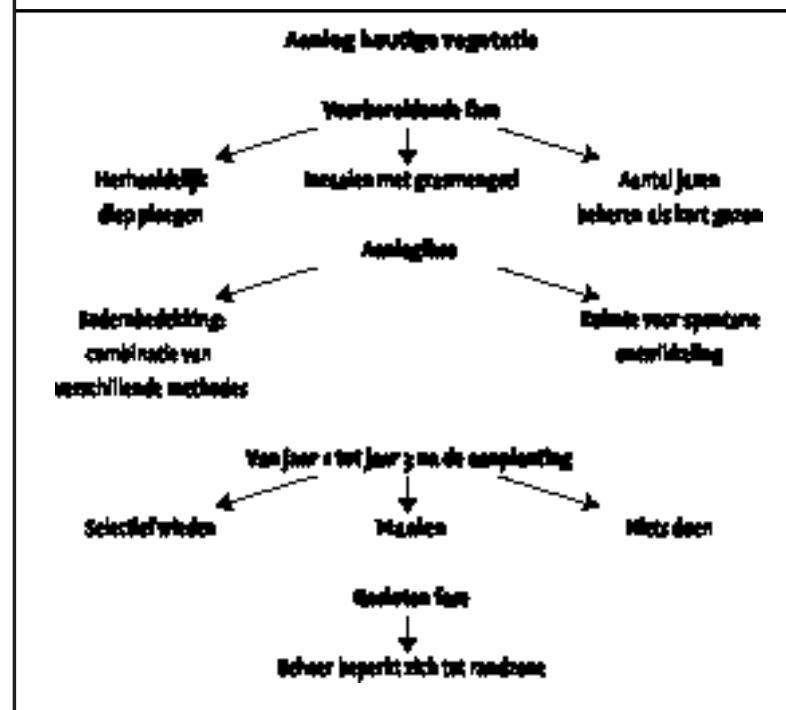 Aanleg houtige vegetatie
Voorbereidende fase
Herhaaldelijk
diep ploegen
Inzaaien met grasmengsel
Aantal jaren
beheren als kort gazon
Aanlegfase
Bodembedekking:
combinatie van
verschillende methodes
Ruimte voor spontane
ontwikkeling
Van jaar 1 tot jaar 3 na de aanplanting
Selectief wieden
Maaien
Niets doen
Gesloten fase
Beheer beperkt zich tot randzone